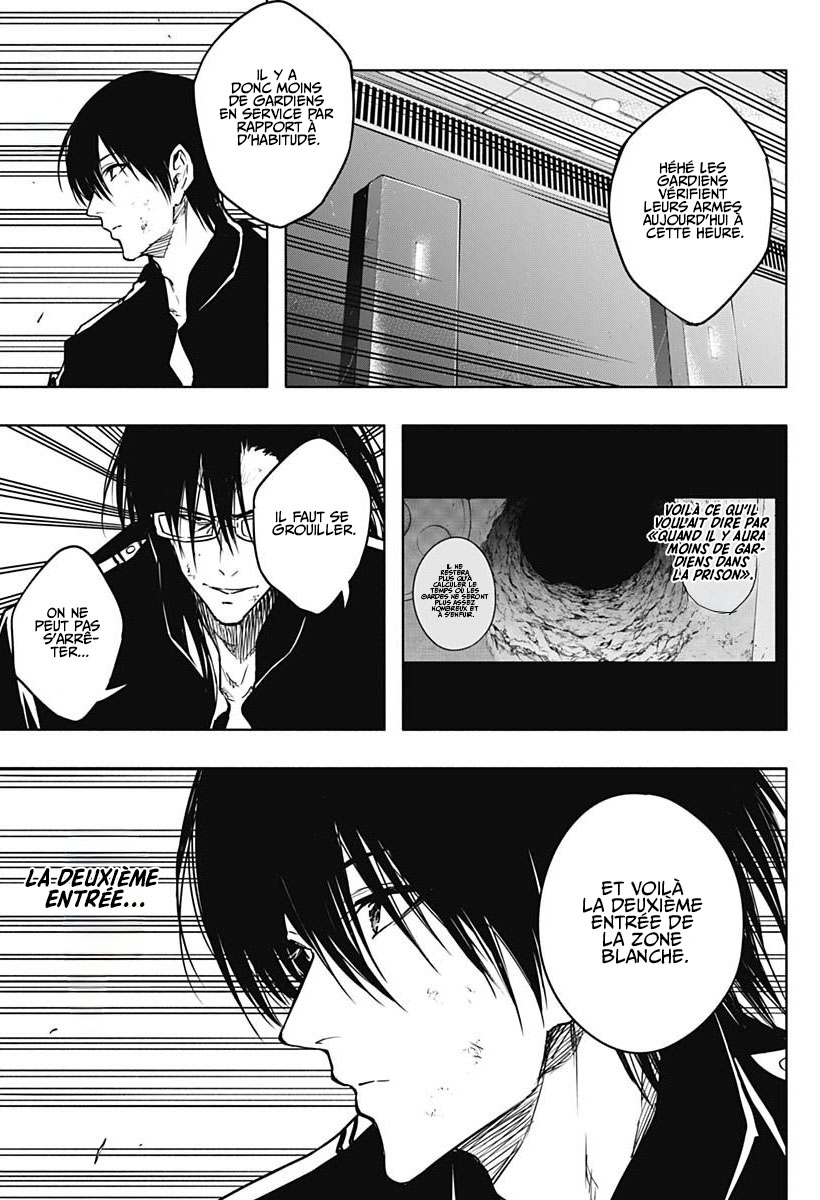 HÉHÉ LES
GARDIENS
VÉRIFIENT
LEURS ARMES
AUJOURD'HUI À
CETTE HEURE.
IL Y A
DONC MOINS
DE GARDIENS
EN SERVICE PAR
RAPPORT À
D'HABITUDE.
VOILÀ CE QU'IL
VOULAIT DIRE PAR
«QUAND IL Y AURA
MOINS DE GAR-
DIENS DANS
LA PRISON».
IL NE
RESTERA
PLUS QU'À
CALCULER LE
TEMPS OÙ LES
GARDES NE SERONT
PLUS ASSEZ
NOMBREUX ET
À S'ENFUIR.
IL FAUT SE
GROUILLER.
ON NE
PEUT PAS
S'ARRÊ-
TER...
ET VOILÀ
LA DEUXIÈME
ENTRÉE DE
LA ZONE
BLANCHE.
LA DEUXIÈME
ENTRÉE...